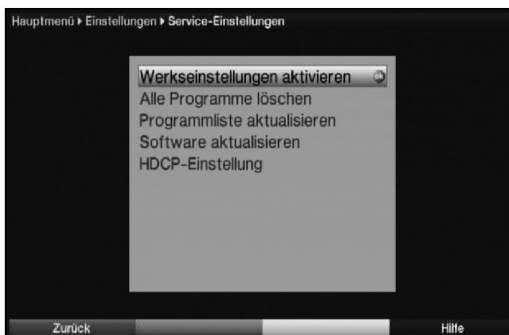 Hauptmenü ▸ Einstellungen ▸ Service-Einstellungen
Werkseinstellungen aktivieren
Alle Programme löschen
Programmliste aktualisieren
Software aktualisieren
HDCP-Einstellung
Zurück
Hilfe